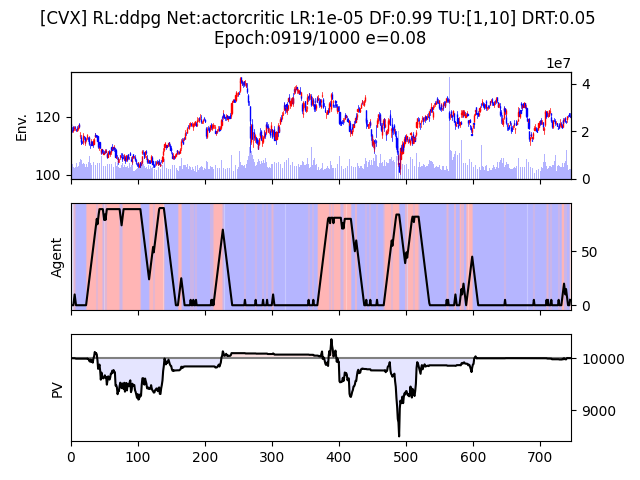 [CVX] RL:ddpg Net:actorcritic LR:1e-05 DF:0.99 TU:[1,10] DRT:0.05
Epoch:0919/1000 e=0.08
1e7
Env.
120
100
4
2
0
Agent
50
0
PV
10000
9000
0 100 200 300 400 500 600 700